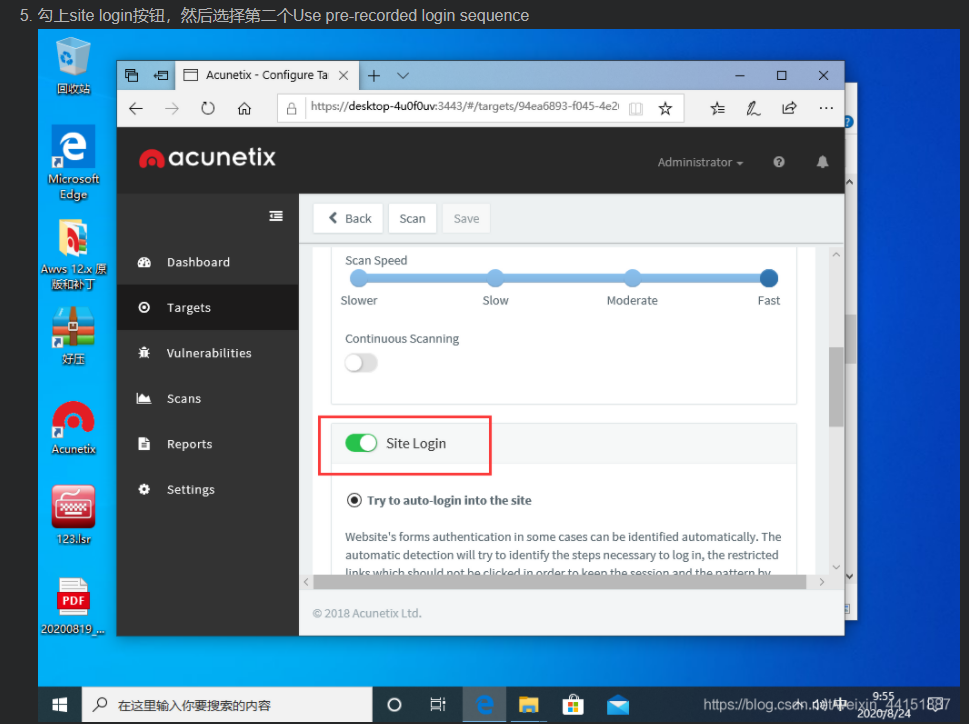 5. 勾上site login按钮，然后选择第二个Use pre-recorded login sequence
回收站
Microsoft
Edge
Awvs 12.x 原
版和补丁
好压
Acunetix
123.lsr
PDF
20200819_...
Acunetix - Configure Ta
https://desktop-4u0f0uv:3443/#/targets/94ea6893-f045-4e2
acunetix
Administrator
Back
Scan
Save
Dashboard
Targets
Vulnerabilities
Scans
Reports
Settings
Scan Speed
Slower
Slow
Moderate
Fast
Continuous Scanning
Site Login
Try to auto-login into the site
Website's forms authentication in some cases can be identified automatically. The
automatic detection will try to identify the steps necessary to log in, the restricted
links which should not be clicked in order to keep the session and the pattern by
© 2018 Acunetix Ltd.
在这里输入你要搜索的内容
中
9:55
2020/8/24
https://blog.csdn.net/weixin_44151887